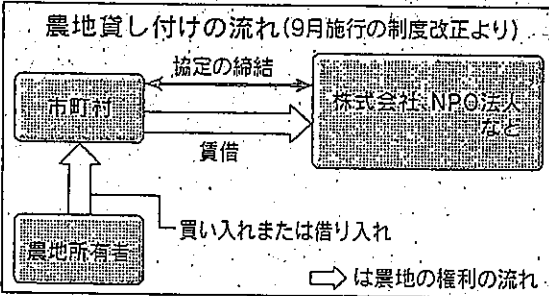 農地貸し付けの流れ(9月施行の制度改正より)
協定の締結
市町村
株式会社、NPO法人
など
賃借
買い入れまたは借り入れ
農地所有者
⇨は農地の権利の流れ